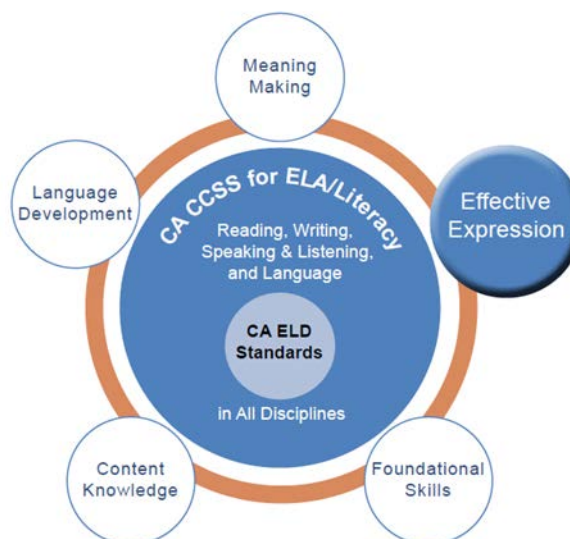 Meaning
Making
Language
Development
Effective
Expression
CA CCSS for ELA/Literacy
Reading, Writing,
Speaking & Listening,
and Language
CA ELD
Standards
in All Disciplines
Content
Knowledge
Foundational
Skills